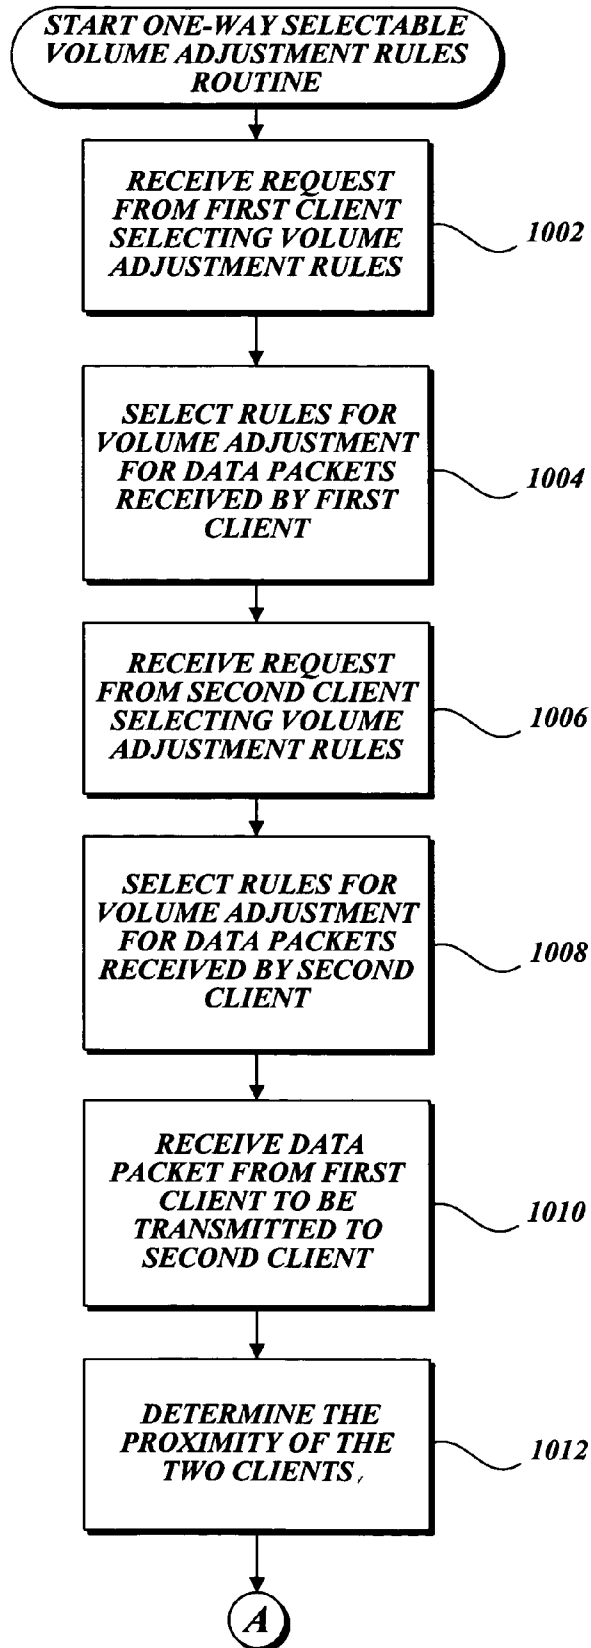 START ONE-WAY SELECTABLE
VOLUME ADJUSTMENT RULES
ROUTINE
RECEIVE REQUEST
FROM FIRST CLIENT
SELECTING VOLUME
ADJUSTMENT RULES
1002
SELECT RULES FOR
VOLUME ADJUSTMENT
FOR DATA PACKETS
RECEIVED BY FIRST
CLIENT
1004
RECEIVE REQUEST
FROM SECOND CLIENT
SELECTING VOLUME
ADJUSTMENT RULES
1006
SELECT RULES FOR
VOLUME ADJUSTMENT
FOR DATA PACKETS
RECEIVED BY SECOND
CLIENT
1008
RECEIVE DATA
PACKET FROM FIRST
CLIENT TO BE
TRANSMITTED TO
SECOND CLIENT
1010
DETERMINE THE
PROXIMITY OF THE
TWO CLIENTS
1012
A